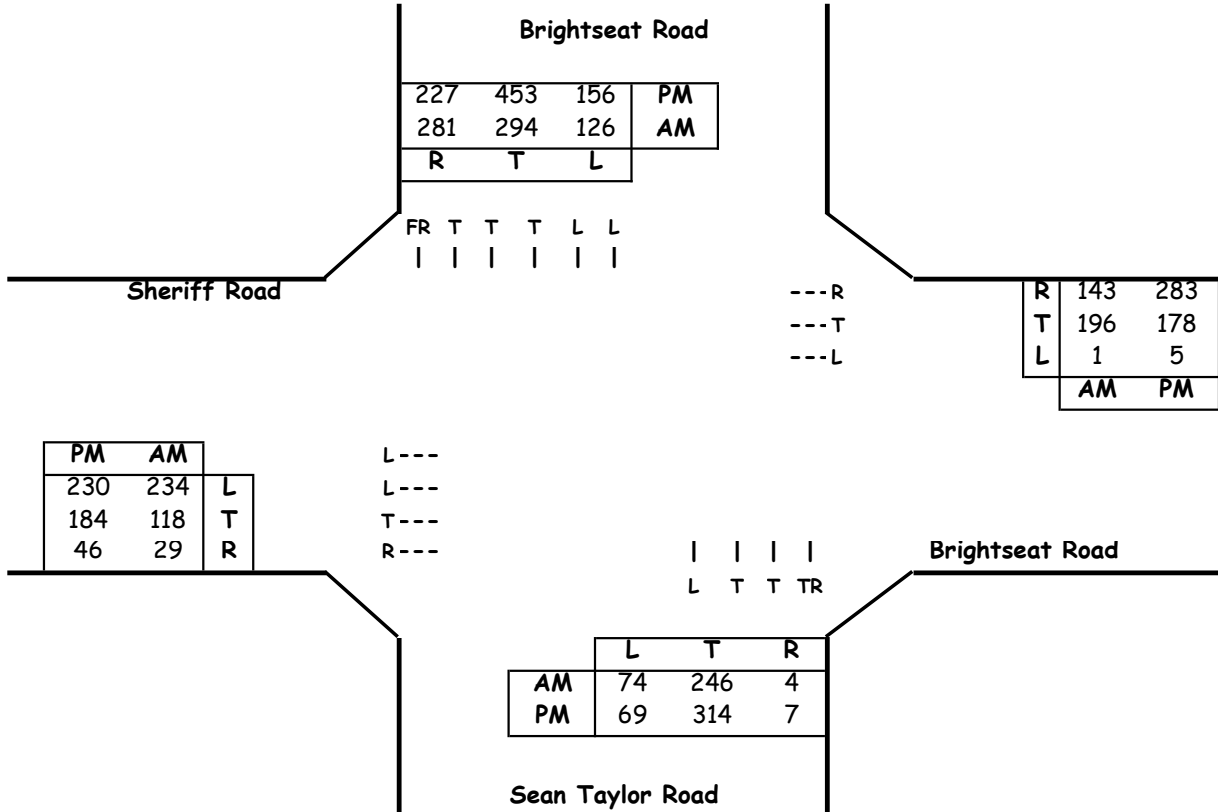 Brightseat Road
227 453 156 PM
281 294 126 AM
R T L
FR T T T L L
Sheriff Road
---R
---T
---L
R 143 283
T 196 178
L 1 5
AM PM
PM AM
230 234 L
184 118 T
46 29 R
L---
L---
T---
R---
Brightseat Road
L T T TR
L T R
AM 74 246 4
PM 69 314 7
Sean Taylor Road